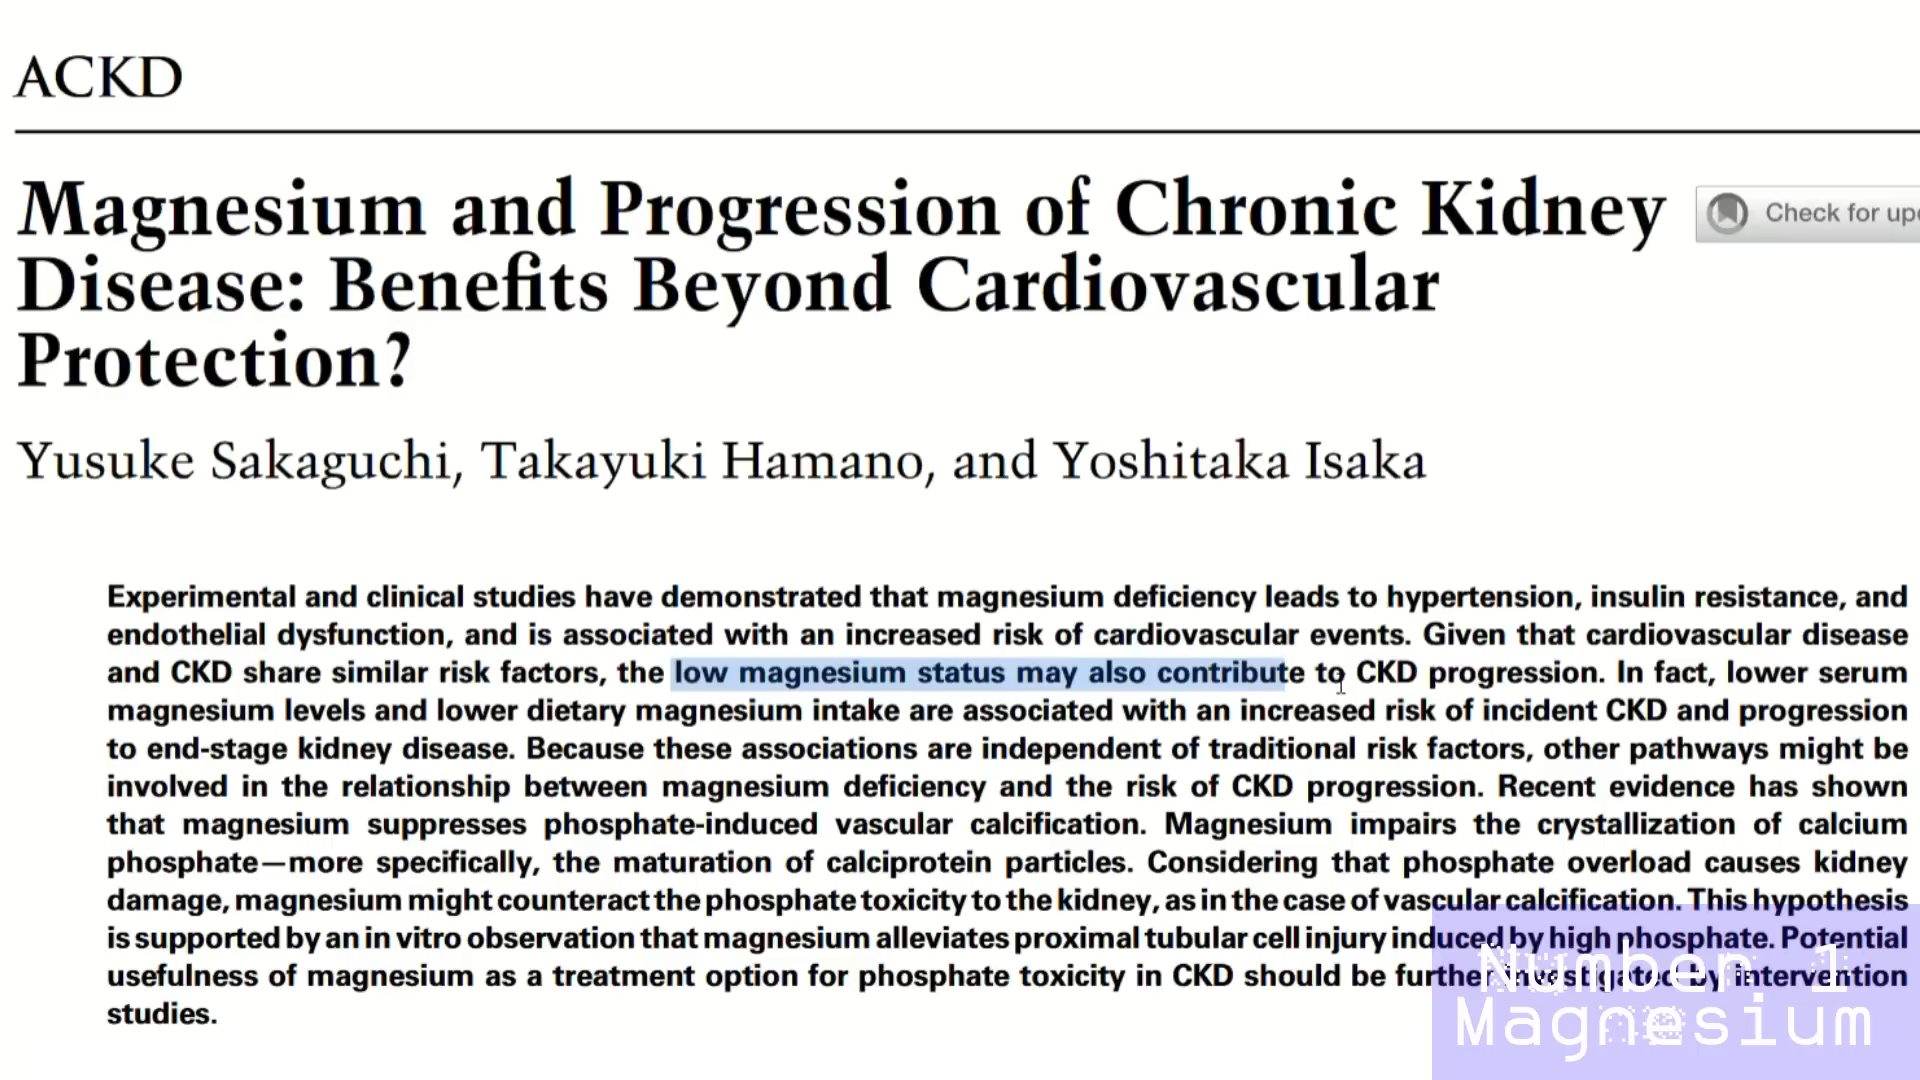 ACKD
Magnesium and Progression of Chronic Kidney
Check for up
Disease: Benefits Beyond Cardiovascular
Protection?
Yusuke Sakaguchi, Takayuki Hamano, and Yoshitaka Isaka
Experimental and clinical studies have demonstrated that magnesium deficiency leads to hypertension, insulin resistance, and
endothelial dysfunction, and is associated with an increased risk of cardiovascular events. Given that cardiovascular disease
and CKD share similar risk factors, the low magnesium status may also contribute to CKD progression. In fact, lower serum
magnesium levels and lower dietary magnesium intake are associated with an increased risk of incident CKD and progression
to end-stage kidney disease. Because these associations are independent of traditional risk factors, other pathways might be
involved in the relationship between magnesium deficiency and the risk of CKD progression. Recent evidence has shown
that magnesium suppresses phosphate-induced vascular calcification. Magnesium impairs the crystallization of calcium
phosphate—more specifically, the maturation of calciprotein particles. Considering that phosphate overload causes kidney
damage, magnesium might counteract the phosphate toxicity to the kidney, as in the case of vascular calcification. This hypothesis
is supported by an in vitro observation that magnesium alleviates proximal tubular cell injury induced by high phosphate. Potential
usefulness of magnesium as a treatment option for phosphate toxicity in CKD should be further investigated by intervention
studies.
Number 1
Magnesium